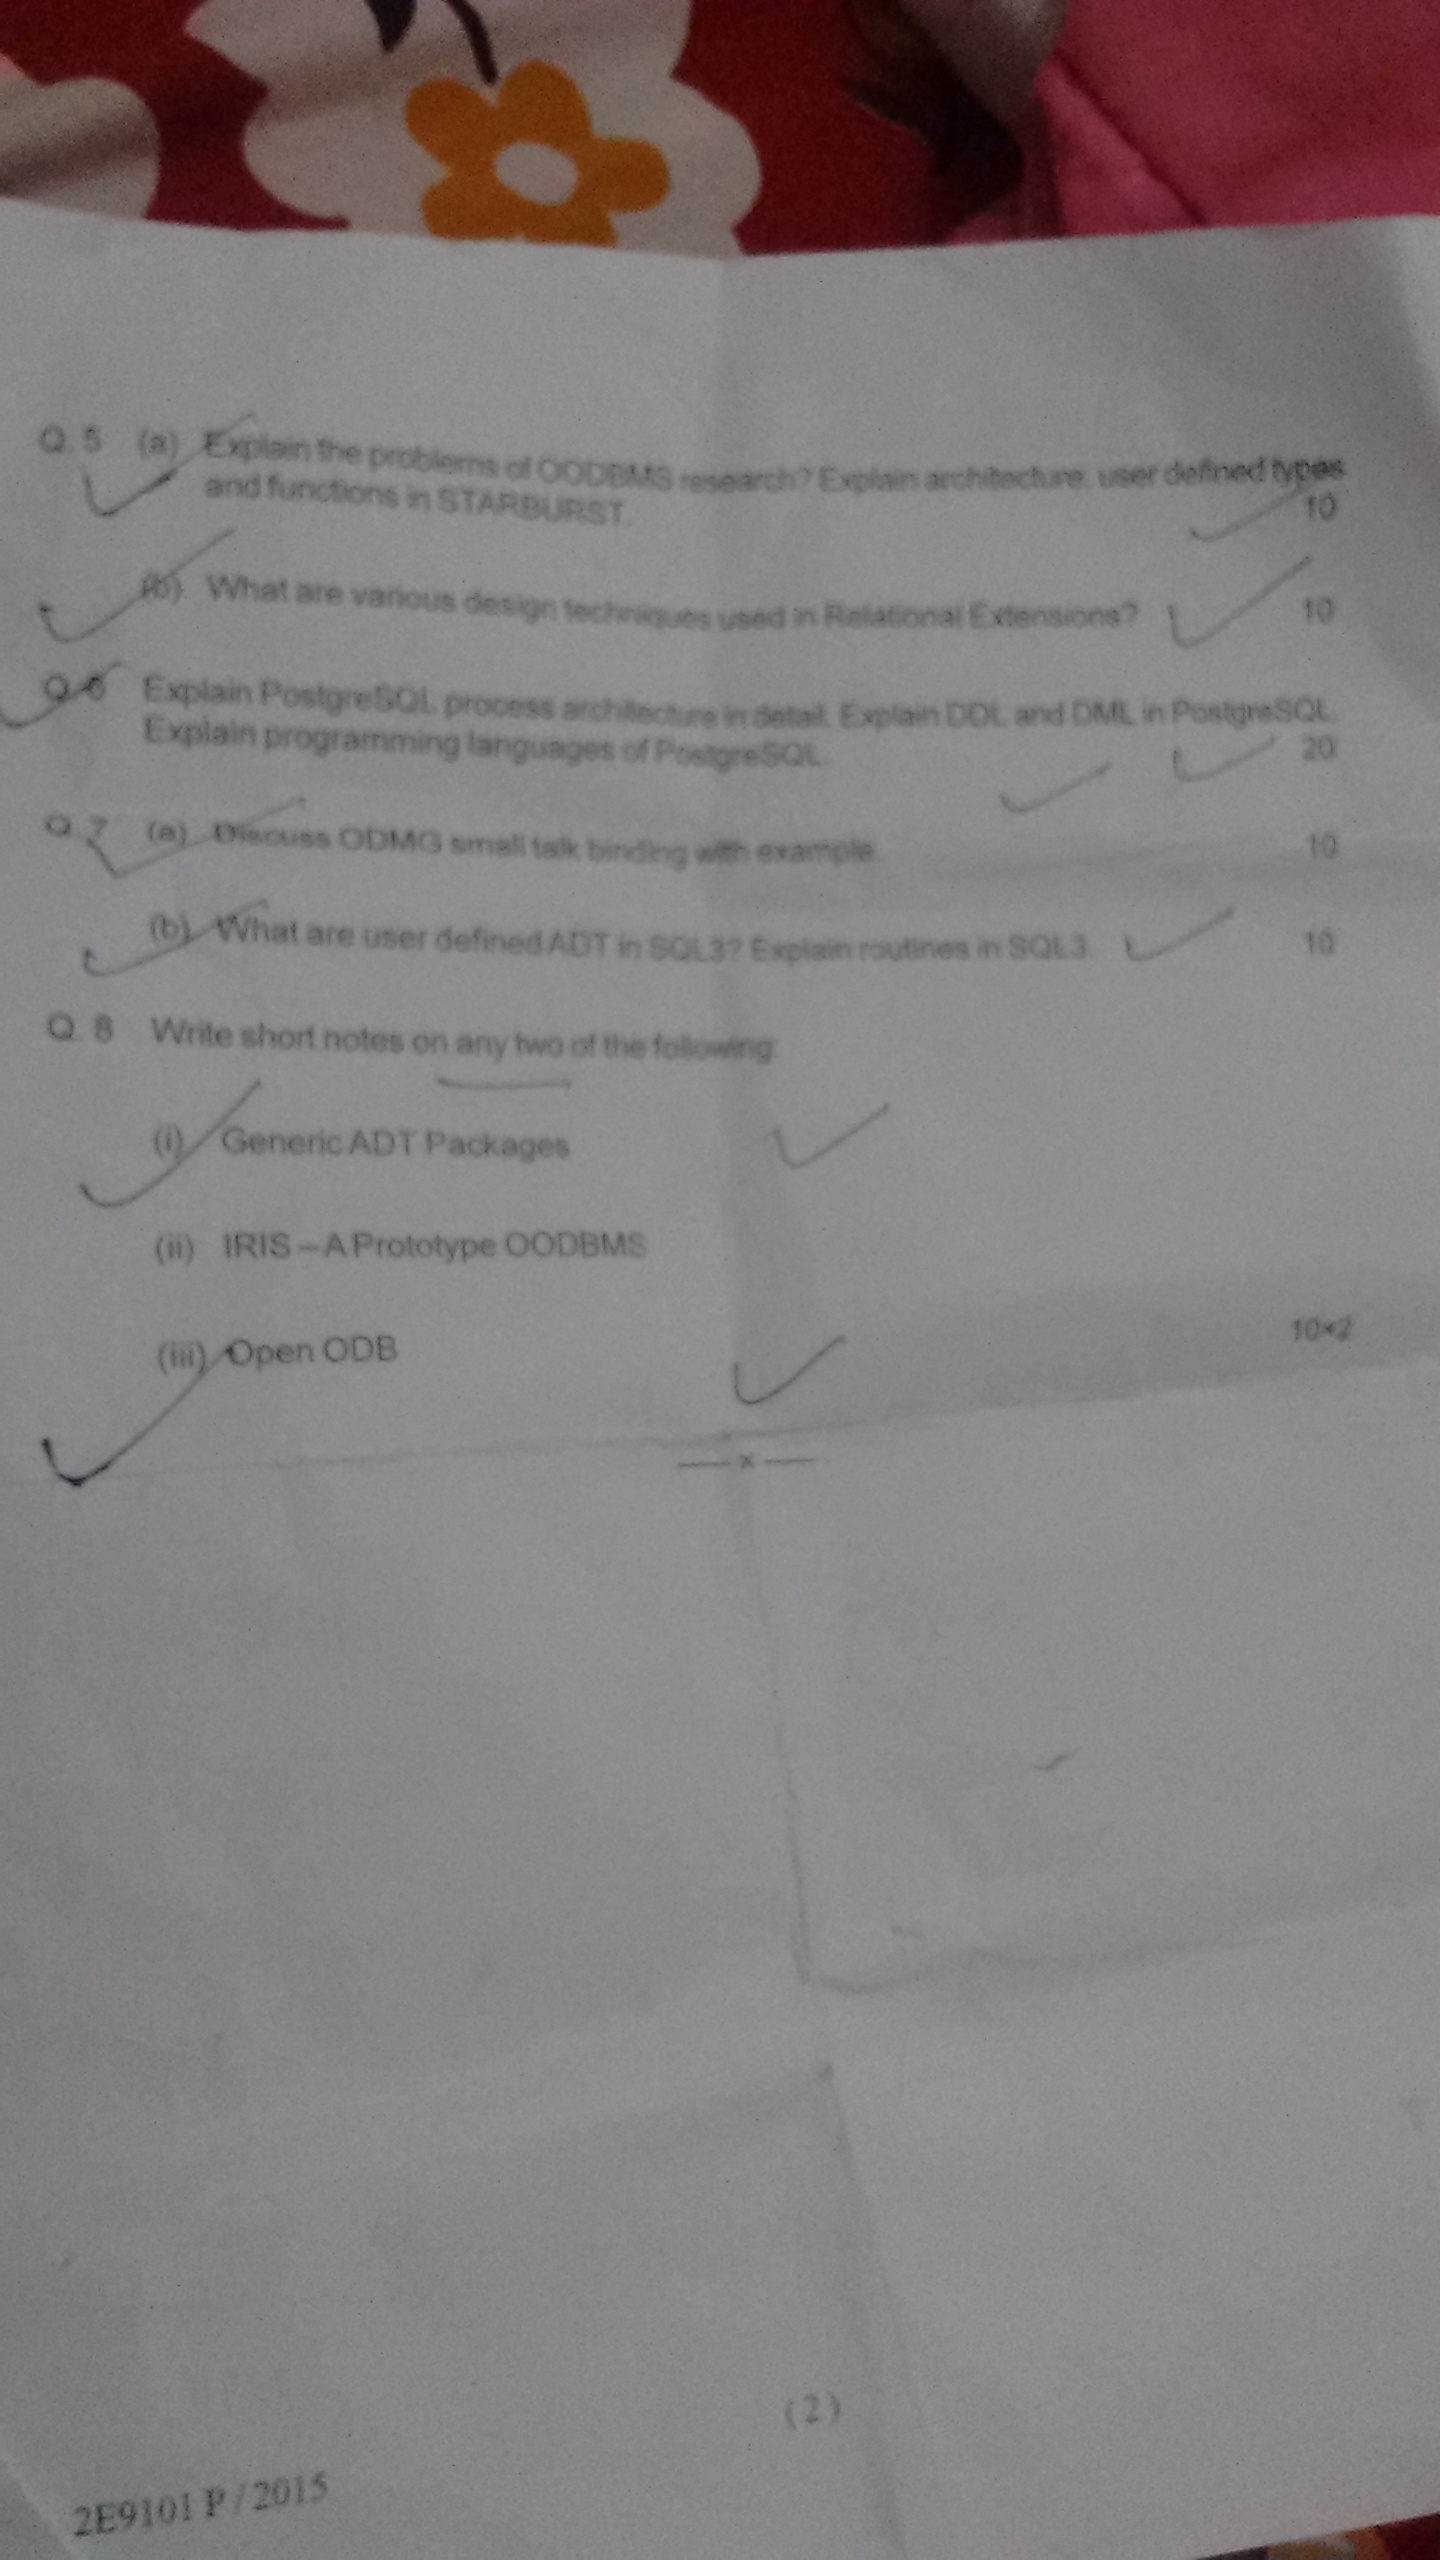 Q. 5 (a) Explain the problems of OODBMS research? Explain architecture, user defined types
and functions in STARBURST. 10
(b) What are various design techniques used in Relational Extensions? 10
Q. 6 Explain PostgreSQL process architecture in detail. Explain DDL and DML in PostgreSQL.
Explain programming languages of PostgreSQL. 20
Q. 7 (a) Discuss ODMG small talk binding with example. 10
(b) What are user defined ADT in SQL3? Explain routines in SQL3. 10
Q. 8 Write short notes on any two of the following:
(i) Generic ADT Packages
(ii) IRIS – A Prototype OODBMS
(iii) Open ODB 10×2
— x —
(2)
2E9101 P / 2015